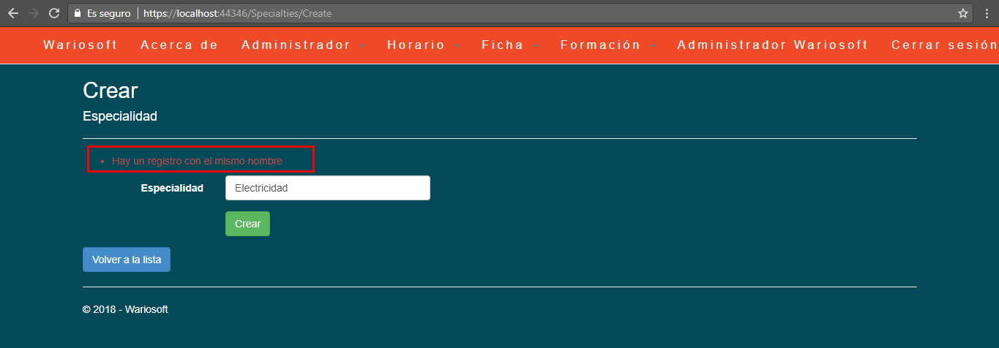 Es seguro | https://localhost:44346/Specialties/Create
Wariosoft Acerca de Administrador Horario Ficha Formación Administrador Wariosoft Cerrar sesión
Crear
Especialidad
Hay un registro con el mismo nombre
Especialidad Electricidad
Crear
Volver a la lista
© 2018 - Wariosoft